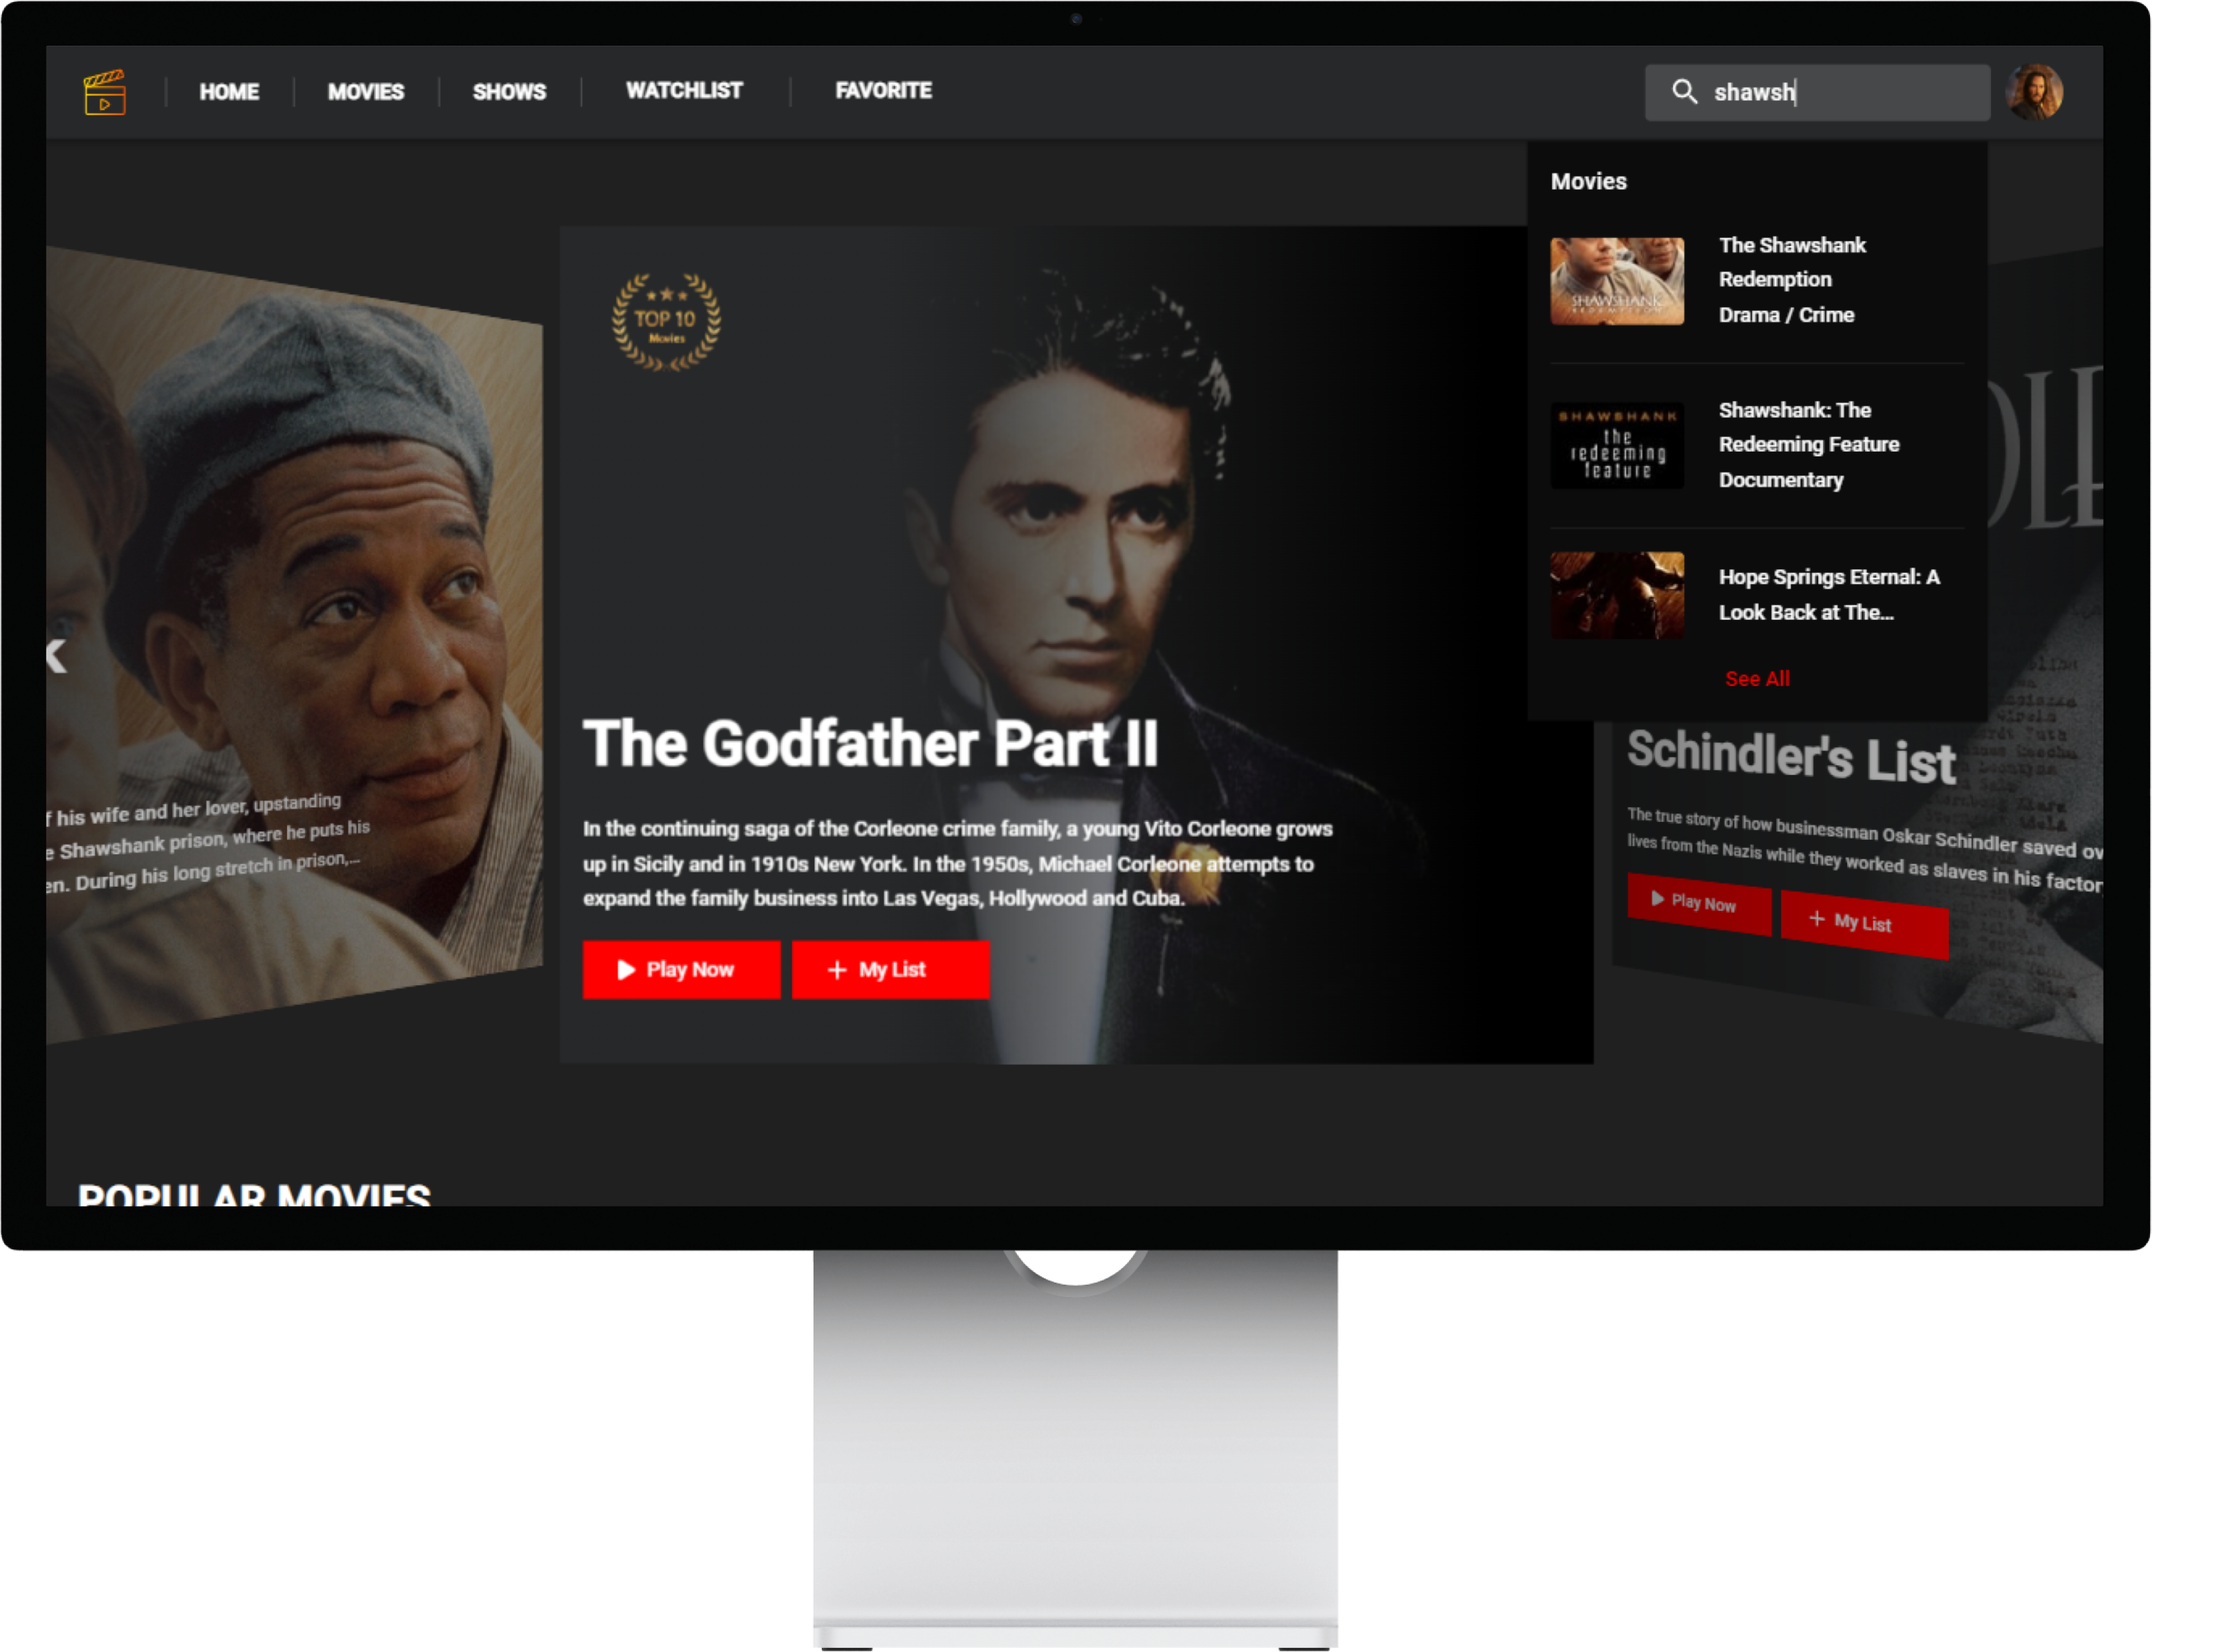 HOME
MOVIES
SHOWS
WATCHLIST
FAVORITE
shawsh
Movies
The Shawshank
Redemption
Drama / Crime
SHAWSHANK
REDEMPTION
Shawshank: The
Redeeming Feature
Documentary
SHAWSHANK
the
redeeming
feature
Hope Springs Eternal: A
Look Back at The...
See All
TOP 10
Movies
The Godfather Part II
In the continuing saga of the Corleone crime family, a young Vito Corleone grows
up in Sicily and in 1910s New York. In the 1950s, Michael Corleone attempts to
expand the family business into Las Vegas, Hollywood and Cuba.
Play Now
My List
k
f his wife and her lover, upstanding
e Shawshank prison, where he puts his
en. During his long stretch in prison,...
Schindler's List
The true story of how businessman Oskar Schindler saved ov
lives from the Nazis while they worked as slaves in his factor
Play Now
My List
POPULAR MOVIES